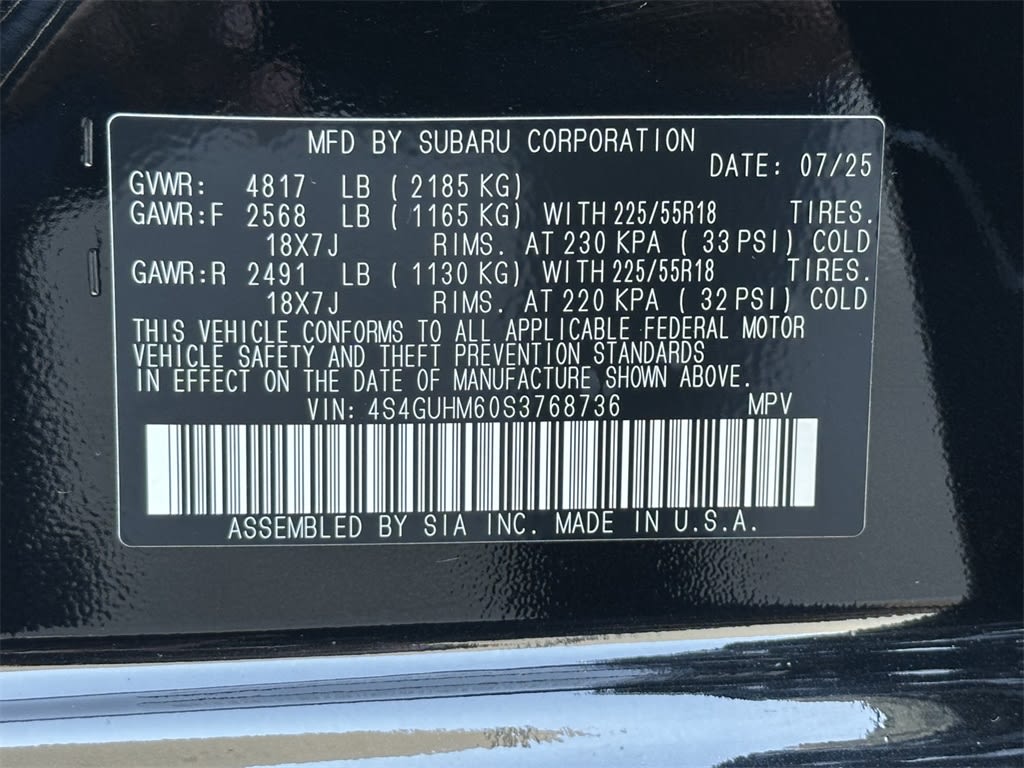 MFD BY SUBARU CORPORATION
DATE: 07/25
GVWR: 4817 LB ( 2185 KG)
GAWR:F 2568 LB ( 1165 KG) WITH 225/55R18 TIRES.
18X7J RIMS. AT 230 KPA ( 33 PSI) COLD
GAWR:R 2491 LB ( 1130 KG) WITH 225/55R18 TIRES.
18X7J RIMS. AT 220 KPA ( 32 PSI) COLD
THIS VEHICLE CONFORMS TO ALL APPLICABLE FEDERAL MOTOR
VEHICLE SAFETY AND THEFT PREVENTION STANDARDS
IN EFFECT ON THE DATE OF MANUFACTURE SHOWN ABOVE.
VIN: 4S4GUHM60S3768736 MPV
ASSEMBLED BY SIA INC. MADE IN U.S.A.